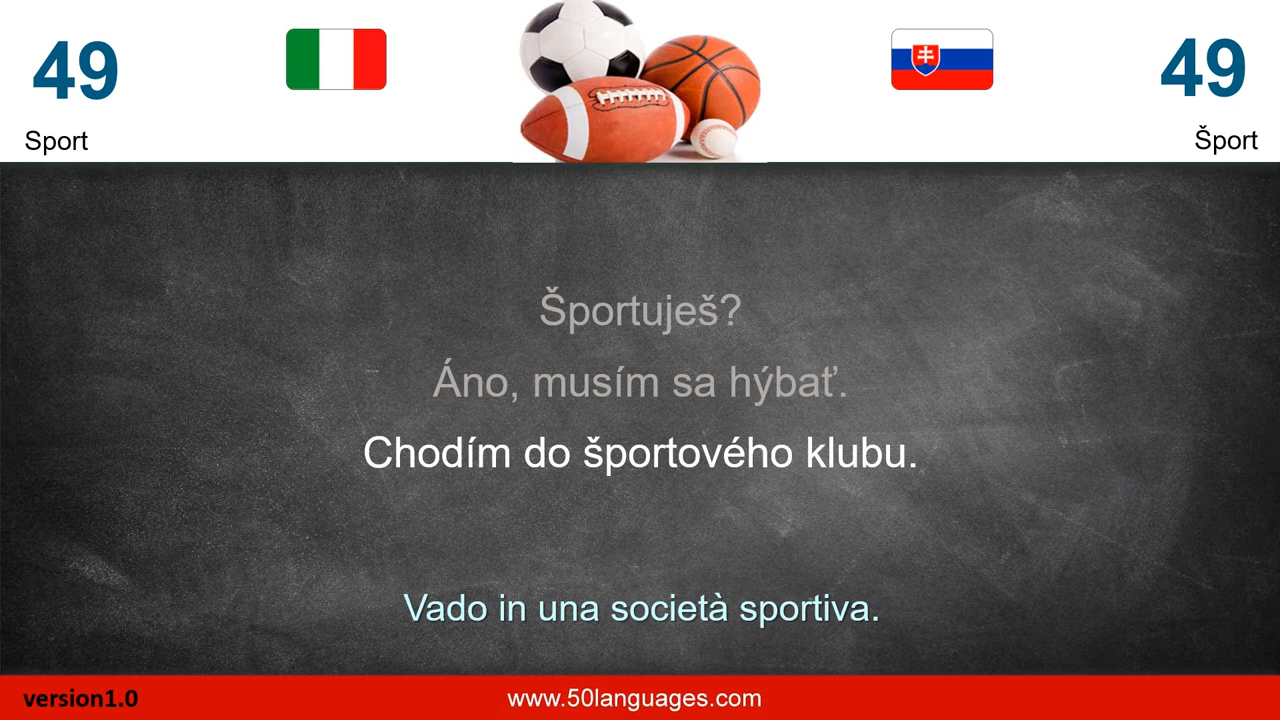 49
49
Sport
Šport
Športuješ?
Áno, musím sa hýbať.
Chodím do športového klubu.
Vado in una società sportiva.
version1.0
www.50languages.com